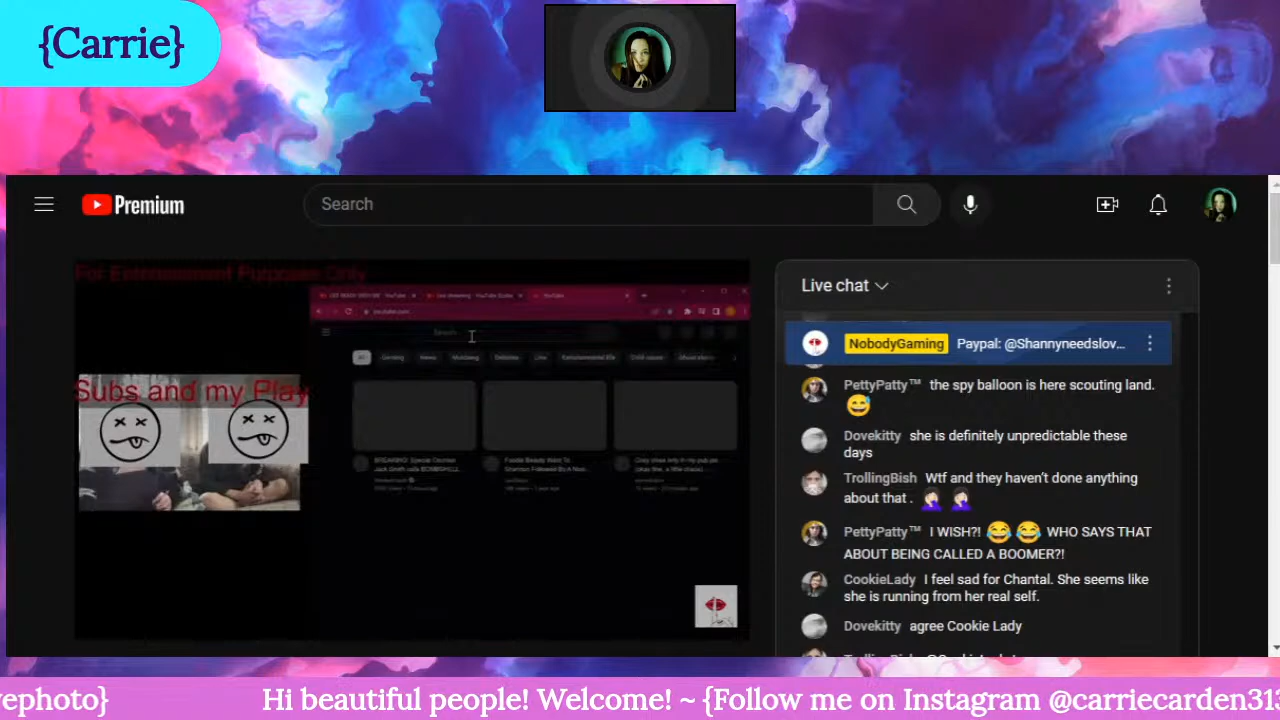 {Carrie}
Premium
Search
For Entertainment Purposes Only
Subs and my Play
Live chat
NobodyGaming Paypal: @Shannyneedslov...
PettyPatty™ the spy balloon is here scouting land.
😅
Dovekitty she is definitely unpredictable these
days
TrollingBish Wtf and they haven't done anything
about that . 🤦🏻‍♀️ 🤦🏻‍♀️
PettyPatty™ I WISH?! 😂 😂 WHO SAYS THAT
ABOUT BEING CALLED A BOOMER?!
CookieLady I feel sad for Chantal. She seems like
she is running from her real self.
Dovekitty agree Cookie Lady
vephoto} Hi beautiful people! Welcome! ~ {Follow me on Instagram @carriecarden313